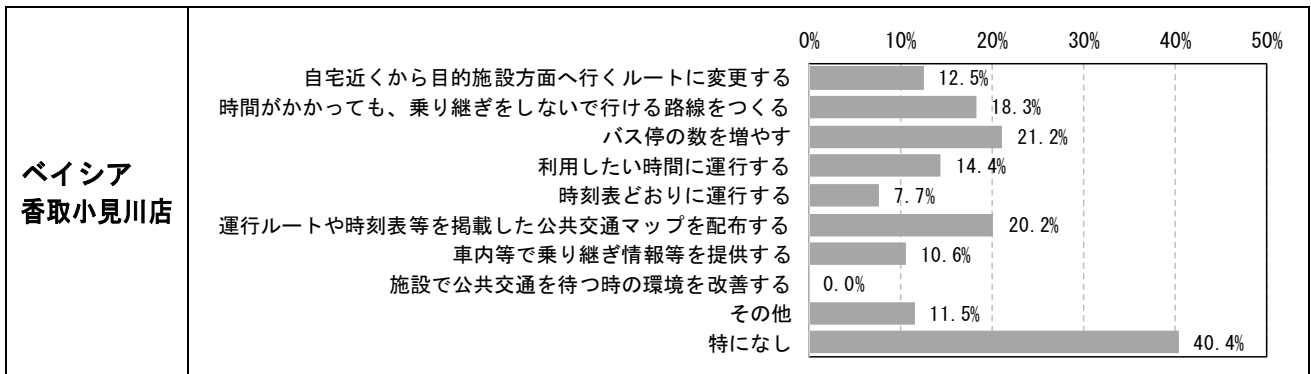 ベイシア
香取小見川店
0% 10% 20% 30% 40% 50%
自宅近くから目的施設方面へ行くルートに変更する 12.5%
時間がかかっても、乗り継ぎをしないで行ける路線をつくる 18.3%
バス停の数を増やす 21.2%
利用したい時間に運行する 14.4%
時刻表どおりに運行する 7.7%
運行ルートや時刻表等を掲載した公共交通マップを配布する 20.2%
車内等で乗り継ぎ情報等を提供する 10.6%
施設で公共交通を待つ時の環境を改善する 0.0%
その他 11.5%
特になし 40.4%